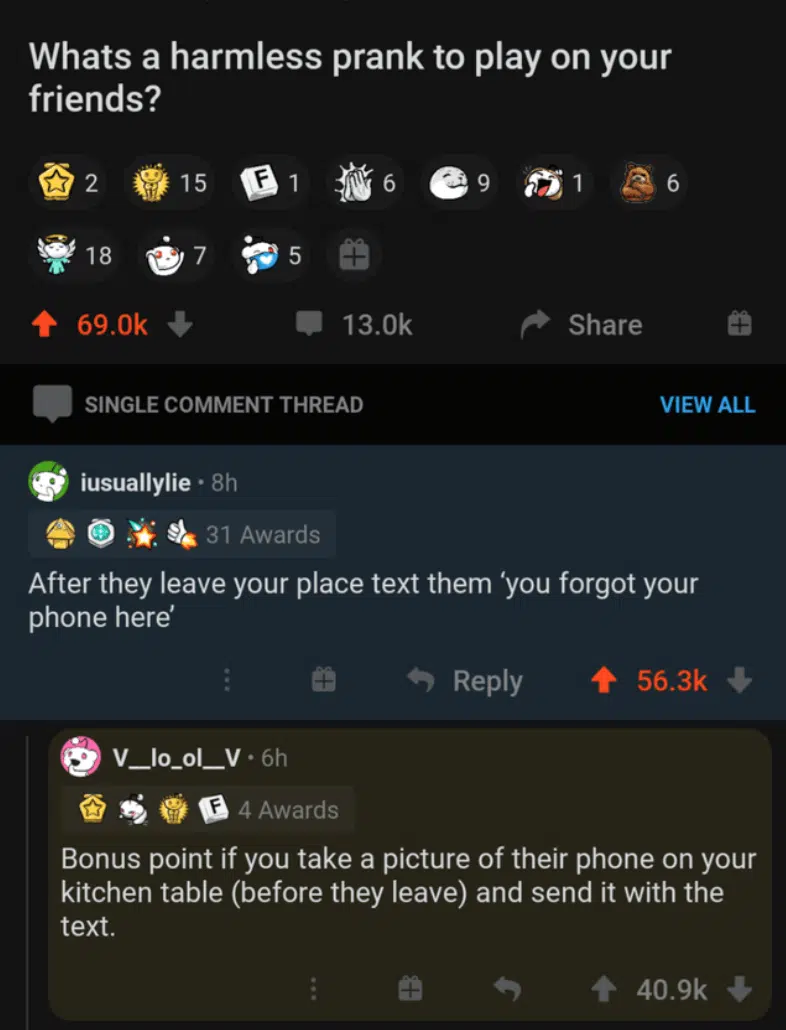 Whats a harmless prank to play on your
friends?
2 15 F 1 6 9 1 6
18 7 5
69.0k 13.0k Share
SINGLE COMMENT THREAD VIEW ALL
iusuallylie • 8h
31 Awards
After they leave your place text them ‘you forgot your
phone here’
Reply 56.3k
V__lo_ol__V • 6h
F 4 Awards
Bonus point if you take a picture of their phone on your
kitchen table (before they leave) and send it with the
text.
40.9k